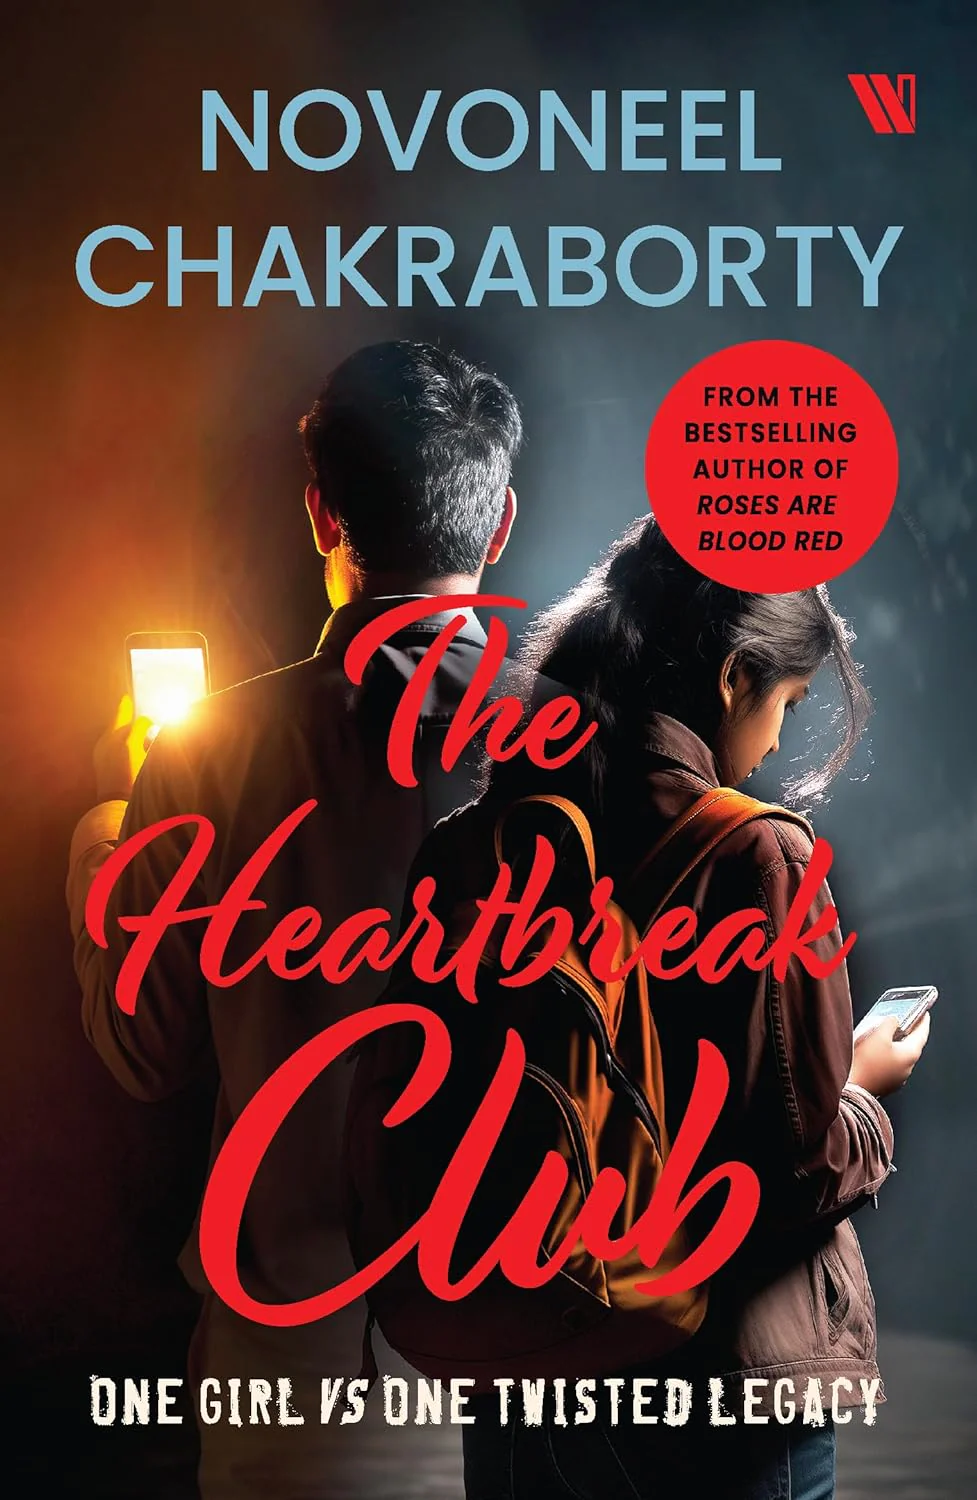 NOVONEEL
CHAKRABORTY
FROM THE
BESTSELLING
AUTHOR OF
ROSES ARE
BLOOD RED
The
Heartbreak
Club
ONE GIRL VS ONE TWISTED LEGACY